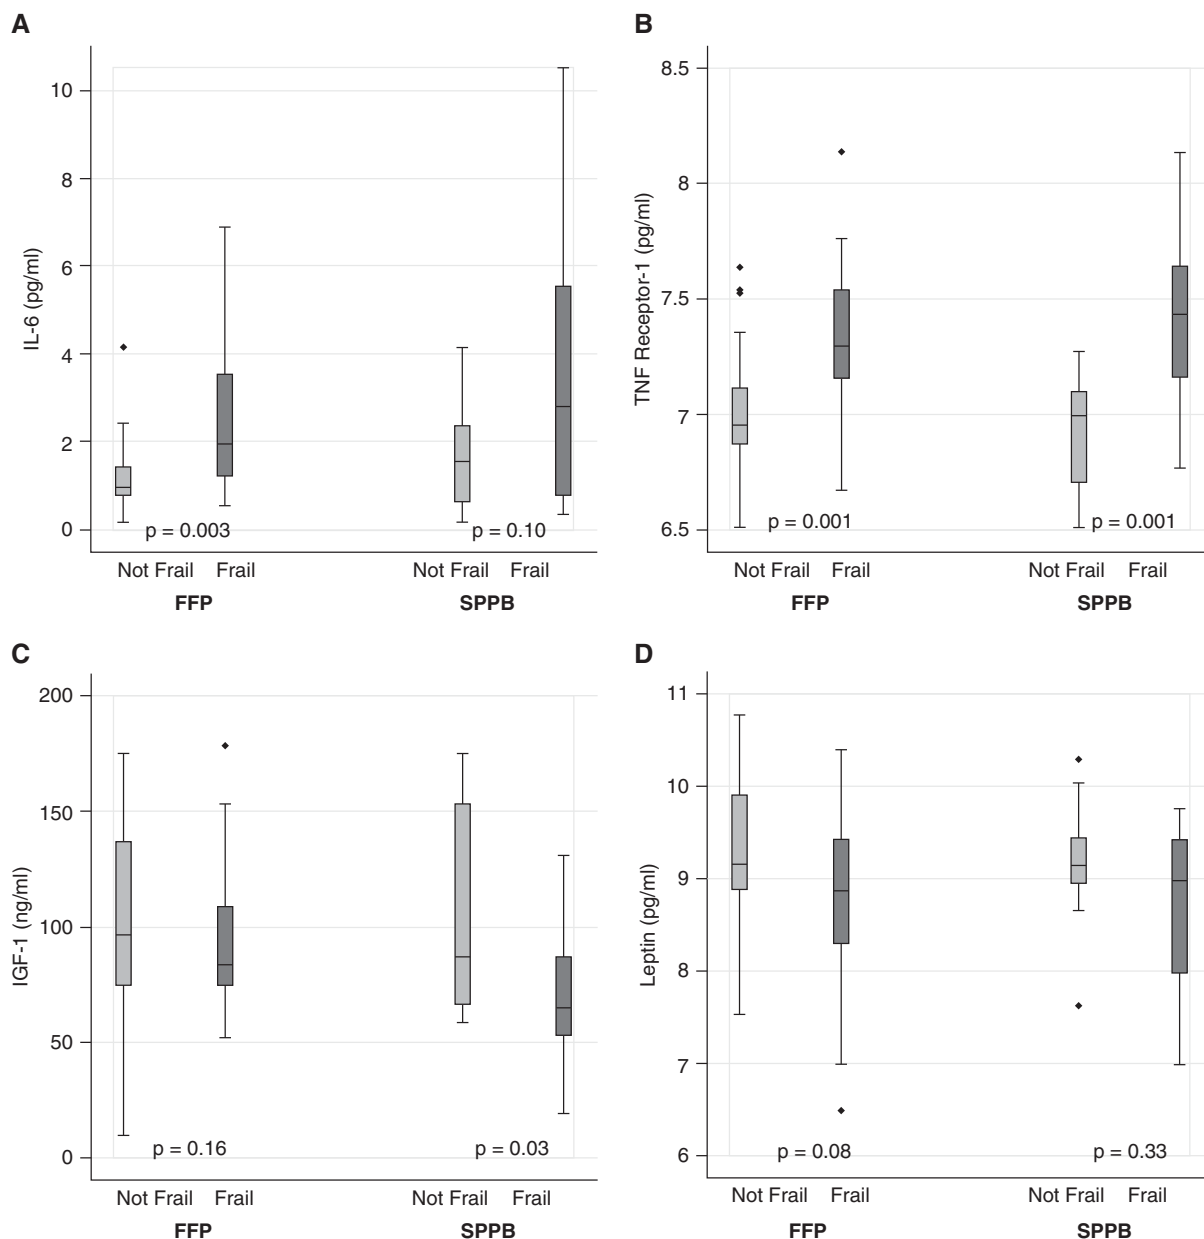 A
IL-6 (pg/ml)
10
8
6
4
2
0
p = 0.003
p = 0.10
Not Frail Frail Not Frail Frail
FFP SPPB
B
TNF Receptor-1 (pg/ml)
8.5
8
7.5
7
6.5
p = 0.001
p = 0.001
Not Frail Frail Not Frail Frail
FFP SPPB
C
IGF-1 (ng/ml)
200
150
100
50
0
p = 0.16
p = 0.03
Not Frail Frail Not Frail Frail
FFP SPPB
D
Leptin (pg/ml)
11
10
9
8
7
6
p = 0.08
p = 0.33
Not Frail Frail Not Frail Frail
FFP SPPB